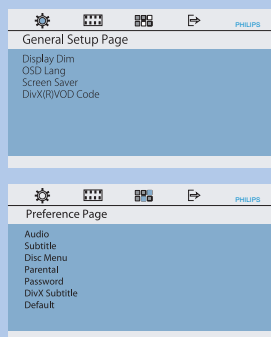 PHILIPS
General Setup Page
Display Dim
OSD Lang
Screen Saver
DivX(R)VOD Code
PHILIPS
Preference Page
Audio
Subtitle
Disc Menu
Parental
Password
DivX Subtitle
Default